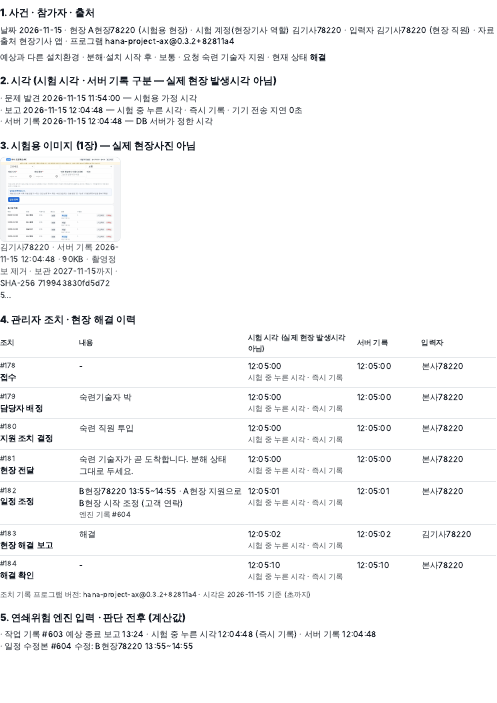 1. 사건 · 참가자 · 출처
날짜 2026-11-15 · 현장 A현장78220 (시험용 현장) · 시험 계정(현장기사 역할) 김기사78220 · 입력자 김기사78220 (현장 직원) · 자료
출처 현장기사 앱 · 프로그램 hana-project-ax@0.3.2+82811a4
예상과 다른 설치환경 · 분해·설치 시작 후 · 보통 · 요청 숙련 기술자 지원 · 현재 상태 해결
2. 시각 (시험 시각 · 서버 기록 구분 — 실제 현장 발생시각 아님)
· 문제 발견 2026-11-15 11:54:00 — 시험용 가정 시각
· 보고 2026-11-15 12:04:48 — 시험 중 누른 시각 · 즉시 기록 · 기기 전송 지연 0초
· 서버 기록 2026-11-15 12:04:48 — DB 서버가 정한 시각
3. 시험용 이미지 (1장) — 실제 현장사진 아님
김기사78220 · 서버 기록 2026-
11-15 12:04:48 · 90KB · 촬영정
보 제거 · 보관 2027-11-15까지 ·
SHA-256 719943830fd5d72
5...
4. 관리자 조치 · 현장 해결 이력
조치 내용 시험 시각 (실제 현장 발생시각 아님) 서버 기록 입력자
#178 접수 - 12:05:00 시험 중 누른 시각 · 즉시 기록 12:05:00 본사78220
#179 담당자 배정 숙련기술자 박 12:05:00 시험 중 누른 시각 · 즉시 기록 12:05:00 본사78220
#180 지원 조치 결정 숙련 직원 투입 12:05:00 시험 중 누른 시각 · 즉시 기록 12:05:00 본사78220
#181 현장 전달 숙련 기술자가 곧 도착합니다. 분해 상태 그대로 두세요. 12:05:00 시험 중 누른 시각 · 즉시 기록 12:05:00 본사78220
#182 일정 조정 B현장78220 13:55~14:55 · A현장 지원으로 B현장 시작 조정 (고객 연락) 엔진 기록 #604 12:05:01 시험 중 누른 시각 · 즉시 기록 12:05:01 본사78220
#183 현장 해결 보고 해결 12:05:02 시험 중 누른 시각 · 즉시 기록 12:05:02 김기사78220
#184 해결 확인 - 12:05:10 시험 중 누른 시각 · 즉시 기록 12:05:10 본사78220
조치 기록 프로그램 버전: hana-project-ax@0.3.2+82811a4 · 시각은 2026-11-15 기준 (초까지)
5. 연쇄위험 엔진 입력 · 판단 전후 (계산값)
· 작업 기록 #603 예상 종료 보고 13:24 · 시험 중 누른 시각 12:04:48 (즉시 기록) · 서버 기록 12:04:48
· 일정 수정본 #604 수정: B현장78220 13:55~14:55